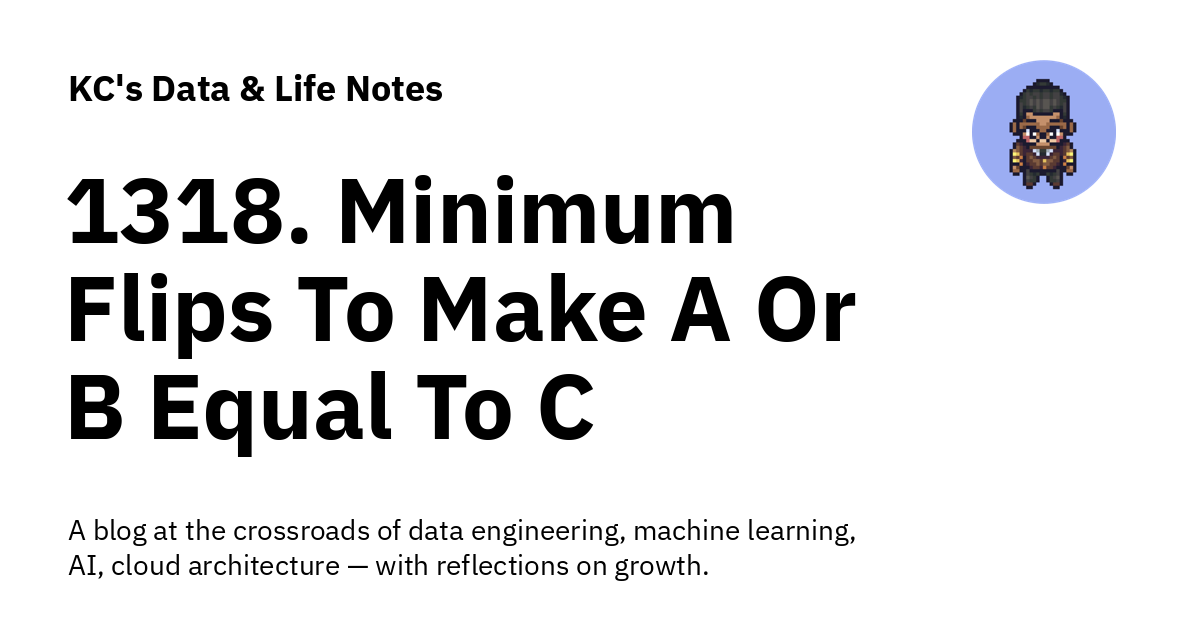 KC's Data & Life Notes
1318. Minimum
Flips To Make A Or
B Equal To C
A blog at the crossroads of data engineering, machine learning,
AI, cloud architecture — with reflections on growth.